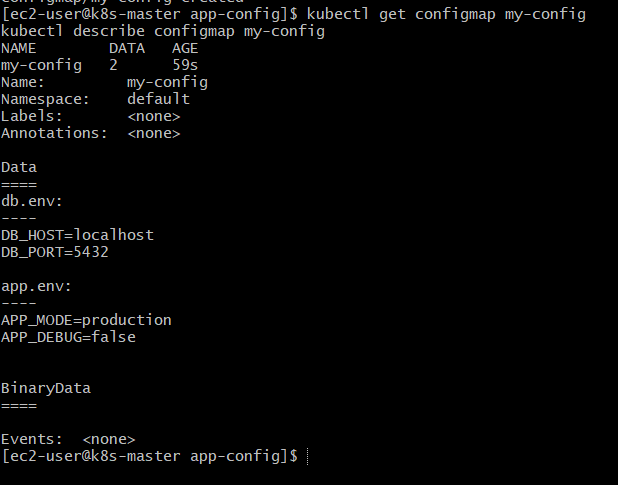 configmap/my-config created
[ec2-user@k8s-master app-config]$ kubectl get configmap my-config
kubectl describe configmap my-config
NAME        DATA   AGE
my-config   2      59s
Name:         my-config
Namespace:    default
Labels:       <none>
Annotations:  <none>

Data
====
db.env:
----
DB_HOST=localhost
DB_PORT=5432

app.env:
----
APP_MODE=production
APP_DEBUG=false


BinaryData
====

Events:  <none>
[ec2-user@k8s-master app-config]$